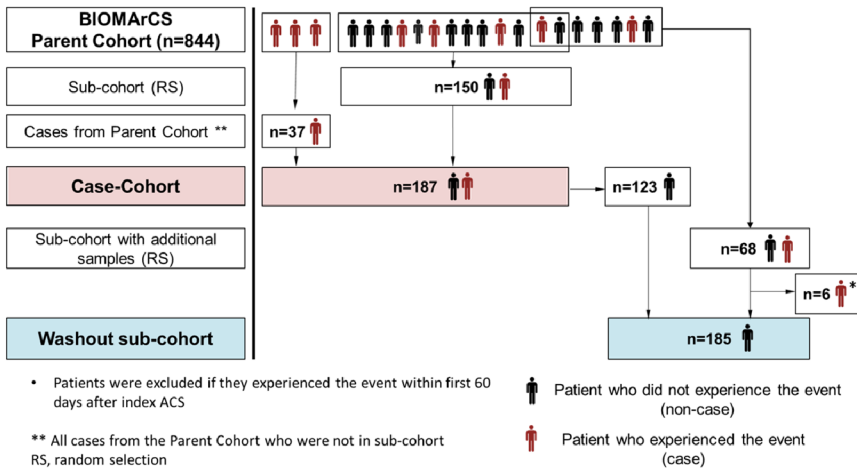 BIOMArCS
Parent Cohort (n=844)
Sub-cohort (RS)
n=150
Cases from Parent Cohort **
n=37
Case-Cohort
n=187
n=123
Sub-cohort with additional
samples (RS)
n=68
n=6 *
Washout sub-cohort
n=185
• Patients were excluded if they experienced the event within first 60
days after index ACS
** All cases from the Parent Cohort who were not in sub-cohort
RS, random selection
Patient who did not experience the event
(non-case)
Patient who experienced the event
(case)